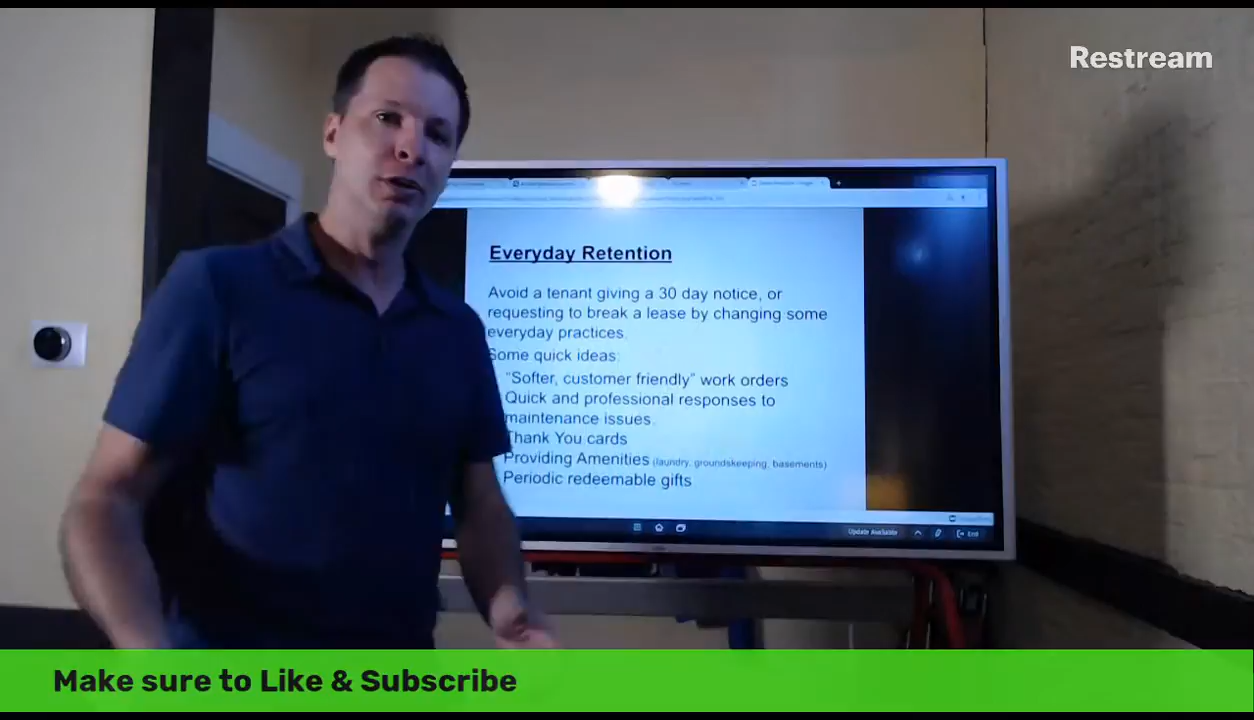 Restream
Everyday Retention
Avoid a tenant giving a 30 day notice, or
requesting to break a lease by changing some
everyday practices.
Some quick ideas:
"Softer, customer friendly" work orders
Quick and professional responses to
maintenance issues.
Thank You cards
Providing Amenities (laundry, groundskeeping, basements)
Periodic redeemable gifts
Update Available
Exit
Make sure to Like & Subscribe